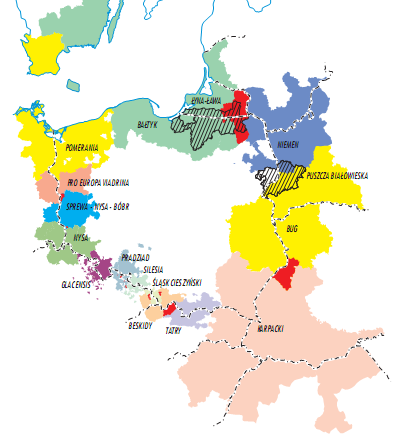 ŁYNA-ŁAWA
BAŁTYK
NIEMEN
POMERANIA
PRO EUROPA VIADRINA
PUSZCZA BIAŁOWIESKA
SPREWA - NYSA - BÓBR
BUG
NYSA
PRADZIAD
SILESIA
GLACENSIS
ŚLĄSK CIESZYŃSKI
BESKIDY
TATRY
KARPACKI